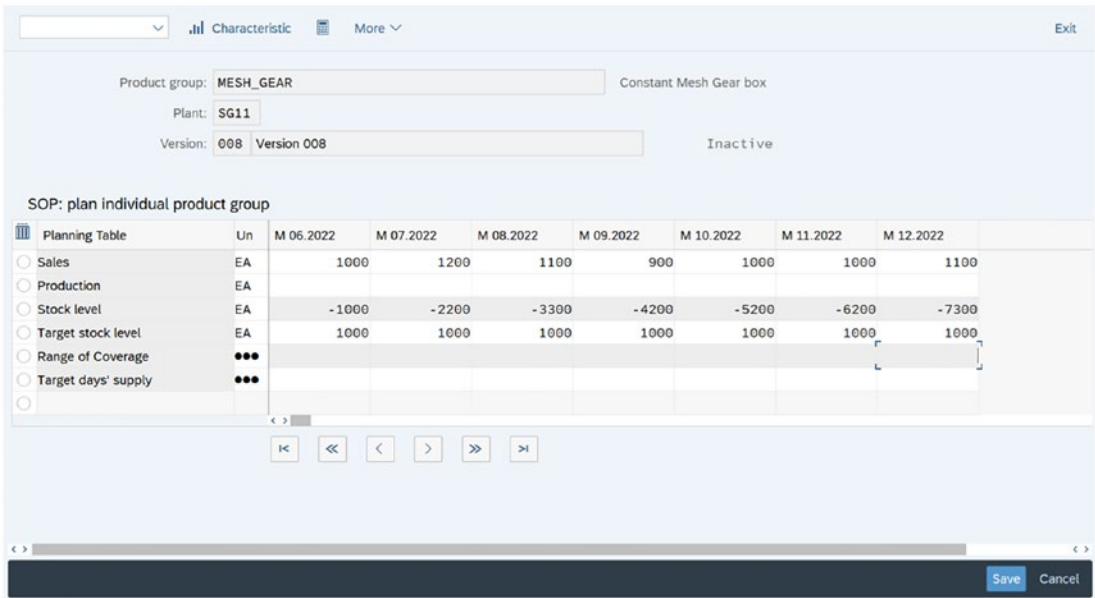 Characteristic More Exit
Product group: MESH_GEAR Constant Mesh Gear box
Plant: SG11
Version: 008 Version 008 Inactive
SOP: plan individual product group
Planning Table Un M 06.2022 M 07.2022 M 08.2022 M 09.2022 M 10.2022 M 11.2022 M 12.2022
Sales EA 1000 1200 1100 900 1000 1000 1100
Production EA
Stock level EA -1000 -2200 -3300 -4200 -5200 -6200 -7300
Target stock level EA 1000 1000 1000 1000 1000 1000 1000
Range of Coverage ●●●
Target days' supply ●●●
Save Cancel